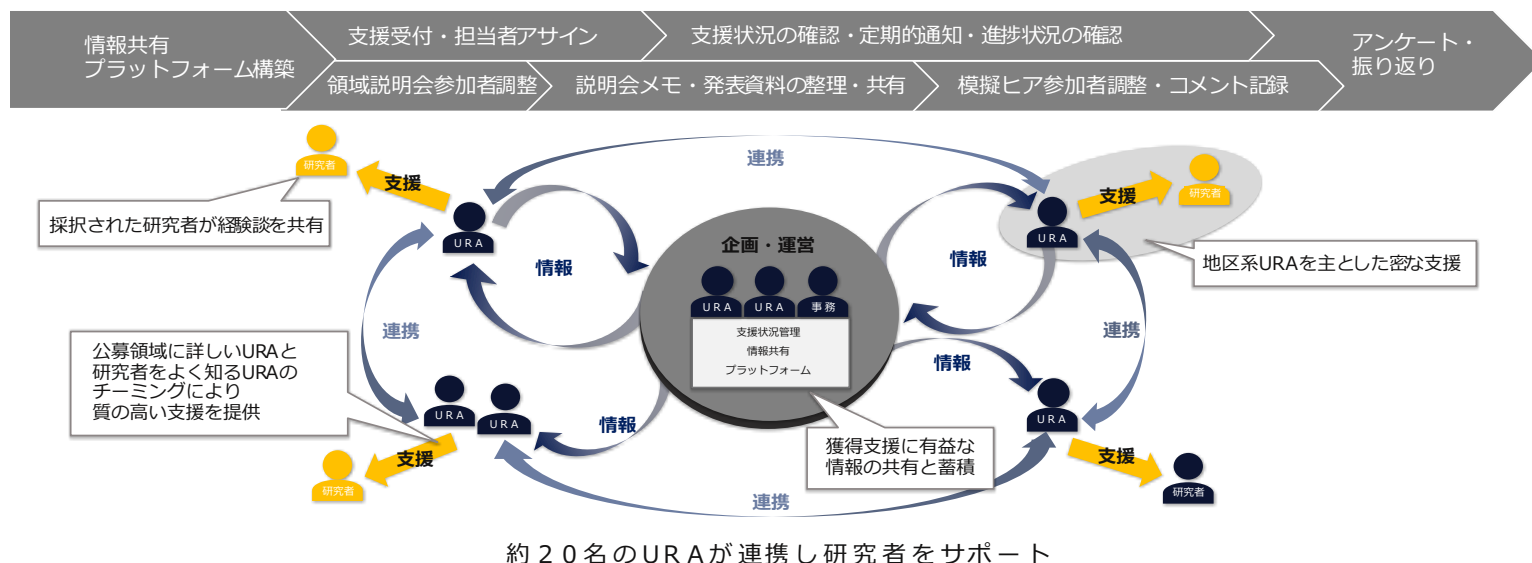 情報共有
プラットフォーム構築
支援受付・担当者アサイン
支援状況の確認・定期的通知・進捗状況の確認
領域説明会参加者調整
説明会メモ・発表資料の整理・共有
模擬ヒア参加者調整・コメント記録
アンケート・
振り返り
研究者
支援
採択された研究者が経験談を共有
URA
連携
情報
企画・運営
URA
URA
事務
支援状況管理
情報共有
プラットフォーム
情報
URA
支援
研究者
地区系URAを主とした密な支援
連携
連携
公募領域に詳しいURAと
研究者をよく知るURAの
チーミングにより
質の高い支援を提供
URA
URA
支援
研究者
情報
情報
獲得支援に有益な
情報の共有と蓄積
URA
支援
研究者
連携
約20名のURAが連携し研究者をサポート